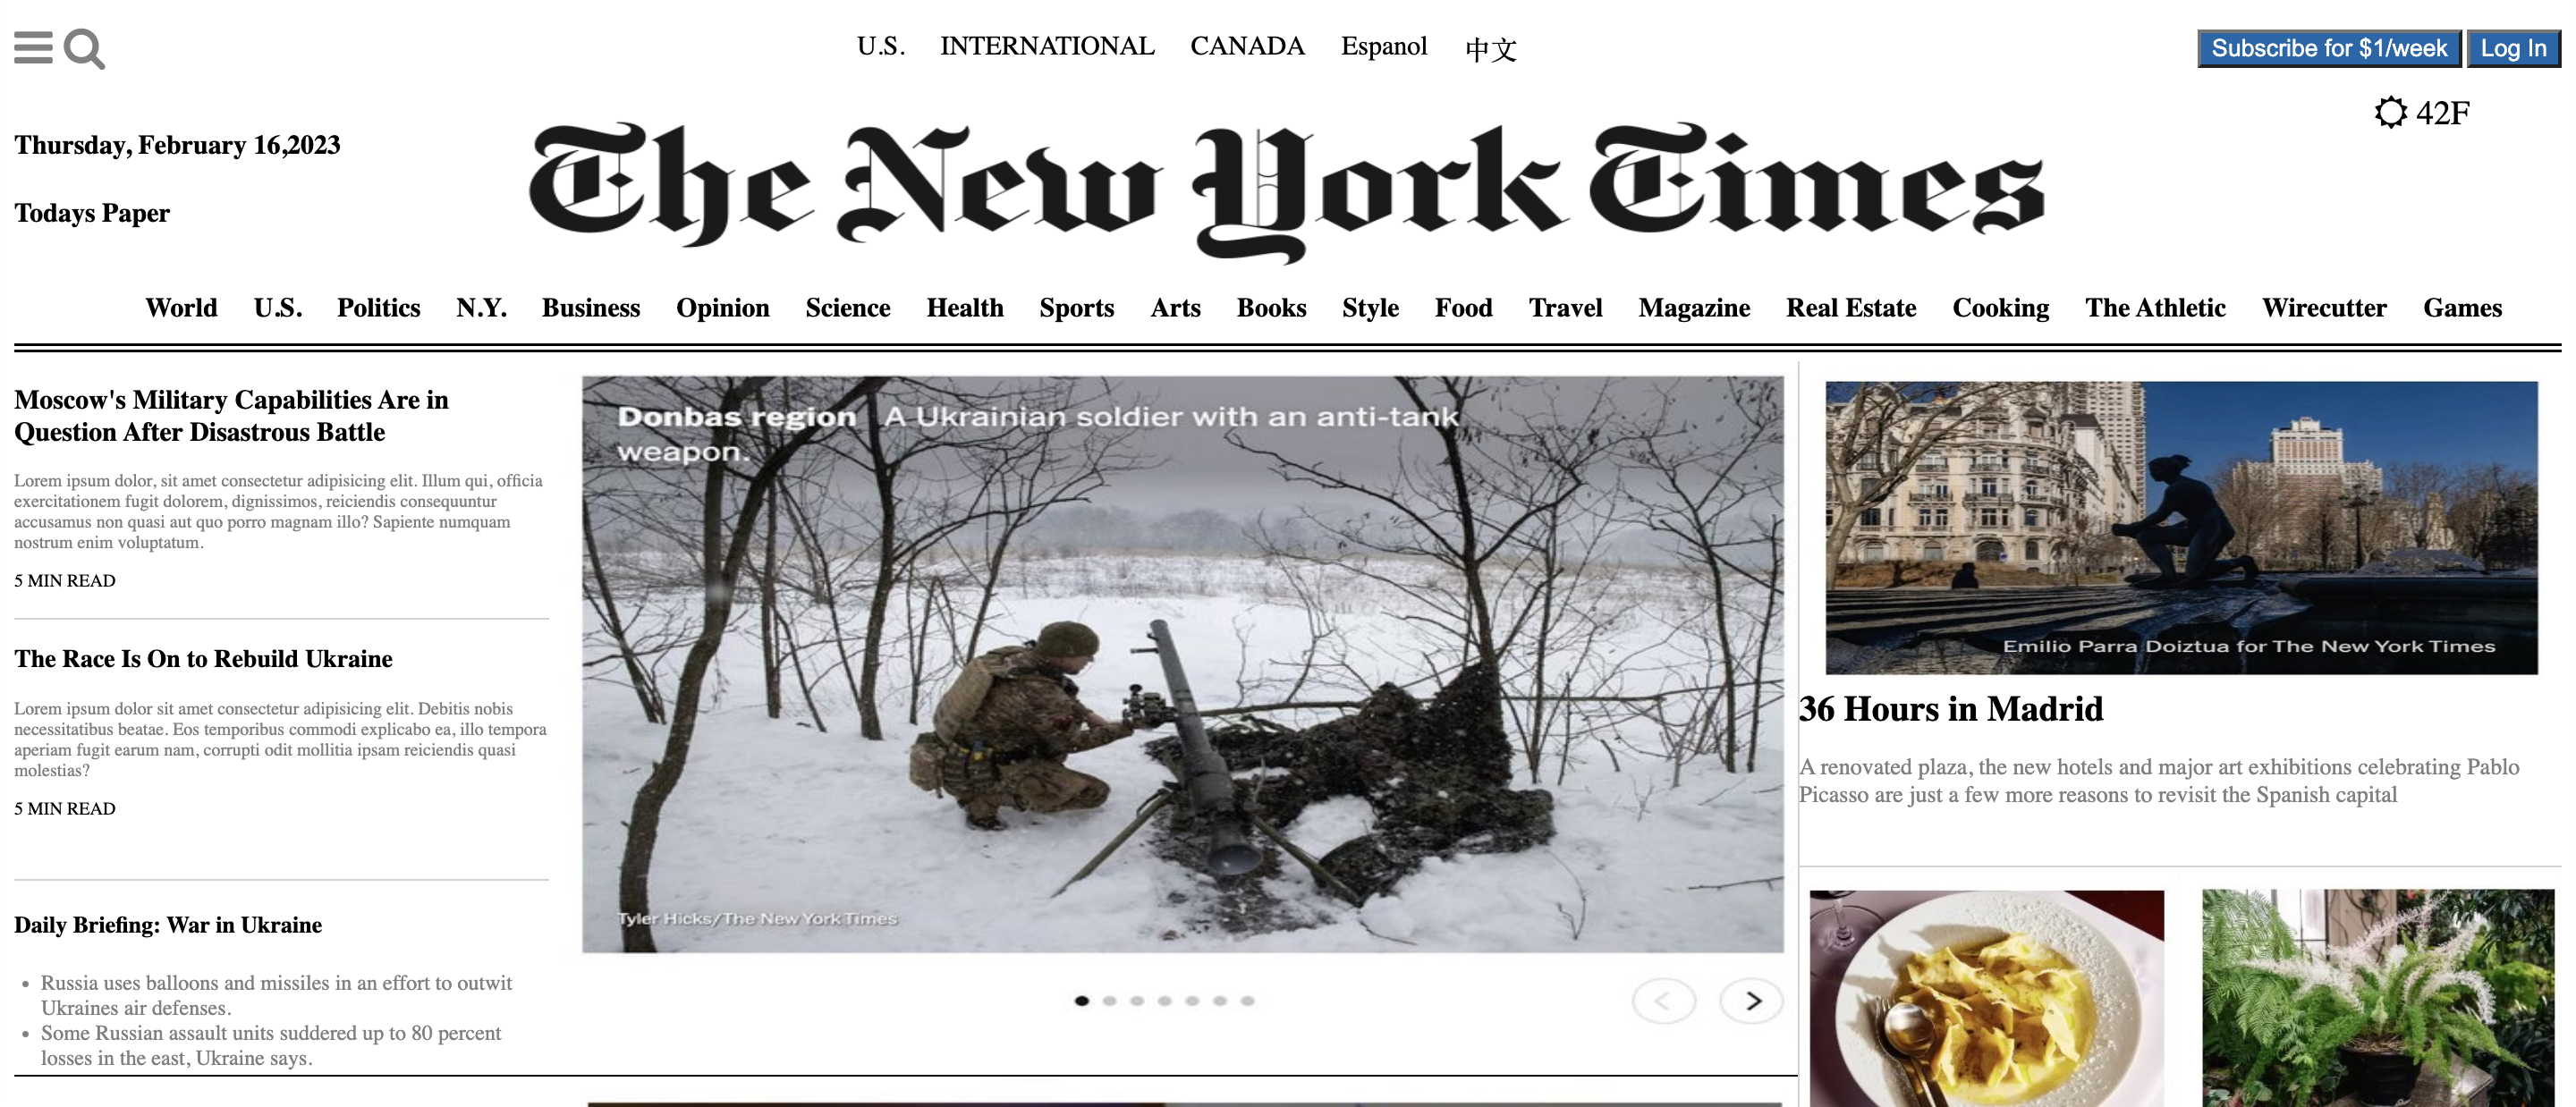 U.S. INTERNATIONAL CANADA Espanol 中文
Subscribe for $1/week Log In
42F
Thursday, February 16,2023
The New York Times
Todays Paper
World U.S. Politics N.Y. Business Opinion Science Health Sports Arts Books Style Food Travel Magazine Real Estate Cooking The Athletic Wirecutter Games
Moscow's Military Capabilities Are in
Question After Disastrous Battle
Lorem ipsum dolor, sit amet consectetur adipisicing elit. Illum qui, officia
exercitationem fugit dolorem, dignissimos, reiciendis consequuntur
accusamus non quasi aut quo porro magnam illo? Sapiente numquam
nostrum enim voluptatum.
5 MIN READ
The Race Is On to Rebuild Ukraine
Lorem ipsum dolor sit amet consectetur adipisicing elit. Debitis nobis
necessitatibus beatae. Eos temporibus commodi explicabo ea, illo tempora
aperiam fugit earum nam, corrupti odit mollitia ipsam reiciendis quasi
molestias?
5 MIN READ
Daily Briefing: War in Ukraine
• Russia uses balloons and missiles in an effort to outwit
Ukraines air defenses.
• Some Russian assault units suddered up to 80 percent
losses in the east, Ukraine says.
Donbas region A Ukrainian soldier with an anti-tank
weapon.
Tyler Hicks/The New York Times
Emilio Parra Doiztua for The New York Times
36 Hours in Madrid
A renovated plaza, the new hotels and major art exhibitions celebrating Pablo
Picasso are just a few more reasons to revisit the Spanish capital